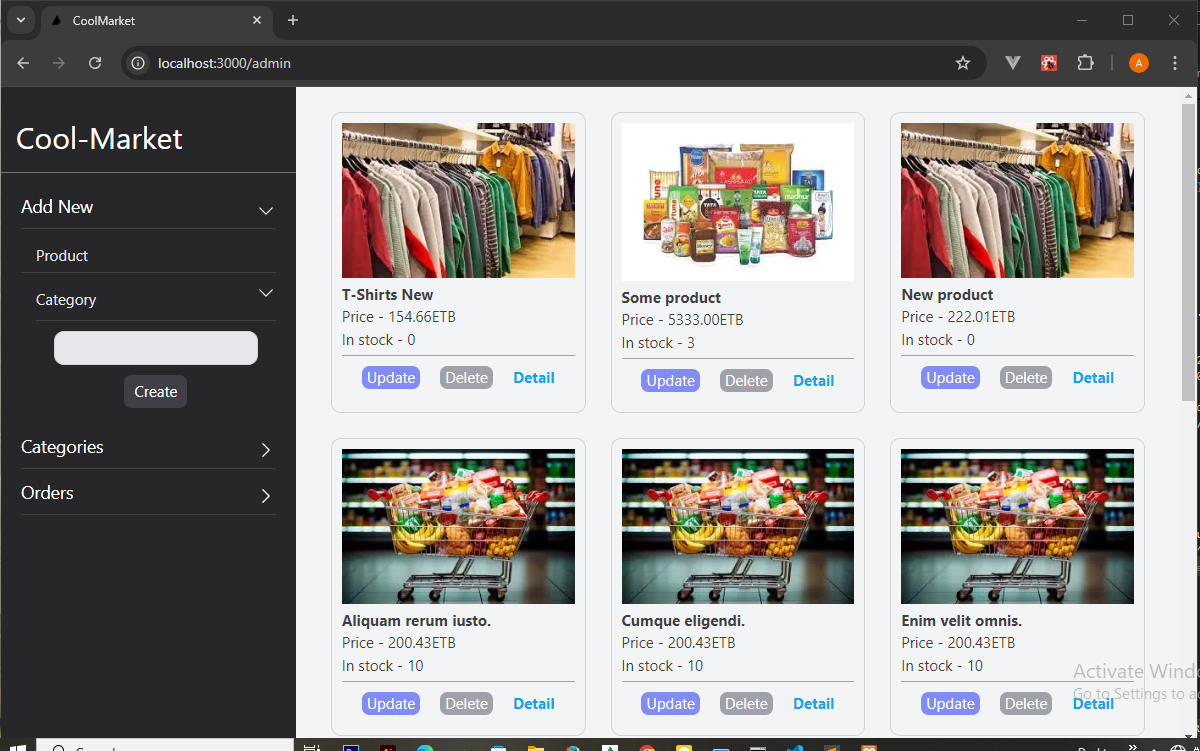 CoolMarket
localhost:3000/admin
A
Cool-Market
Add New
Product
Category
Create
Categories
Orders
T-Shirts New
Price - 154.66ETB
In stock - 0
Update Delete Detail
Some product
Price - 5333.00ETB
In stock - 3
Update Delete Detail
New product
Price - 222.01ETB
In stock - 0
Update Delete Detail
Aliquam rerum iusto.
Price - 200.43ETB
In stock - 10
Update Delete Detail
Cumque eligendi.
Price - 200.43ETB
In stock - 10
Update Delete Detail
Enim velit omnis.
Price - 200.43ETB
In stock - 10
Update Delete Detail
Activate Windo
Go to Settings to a